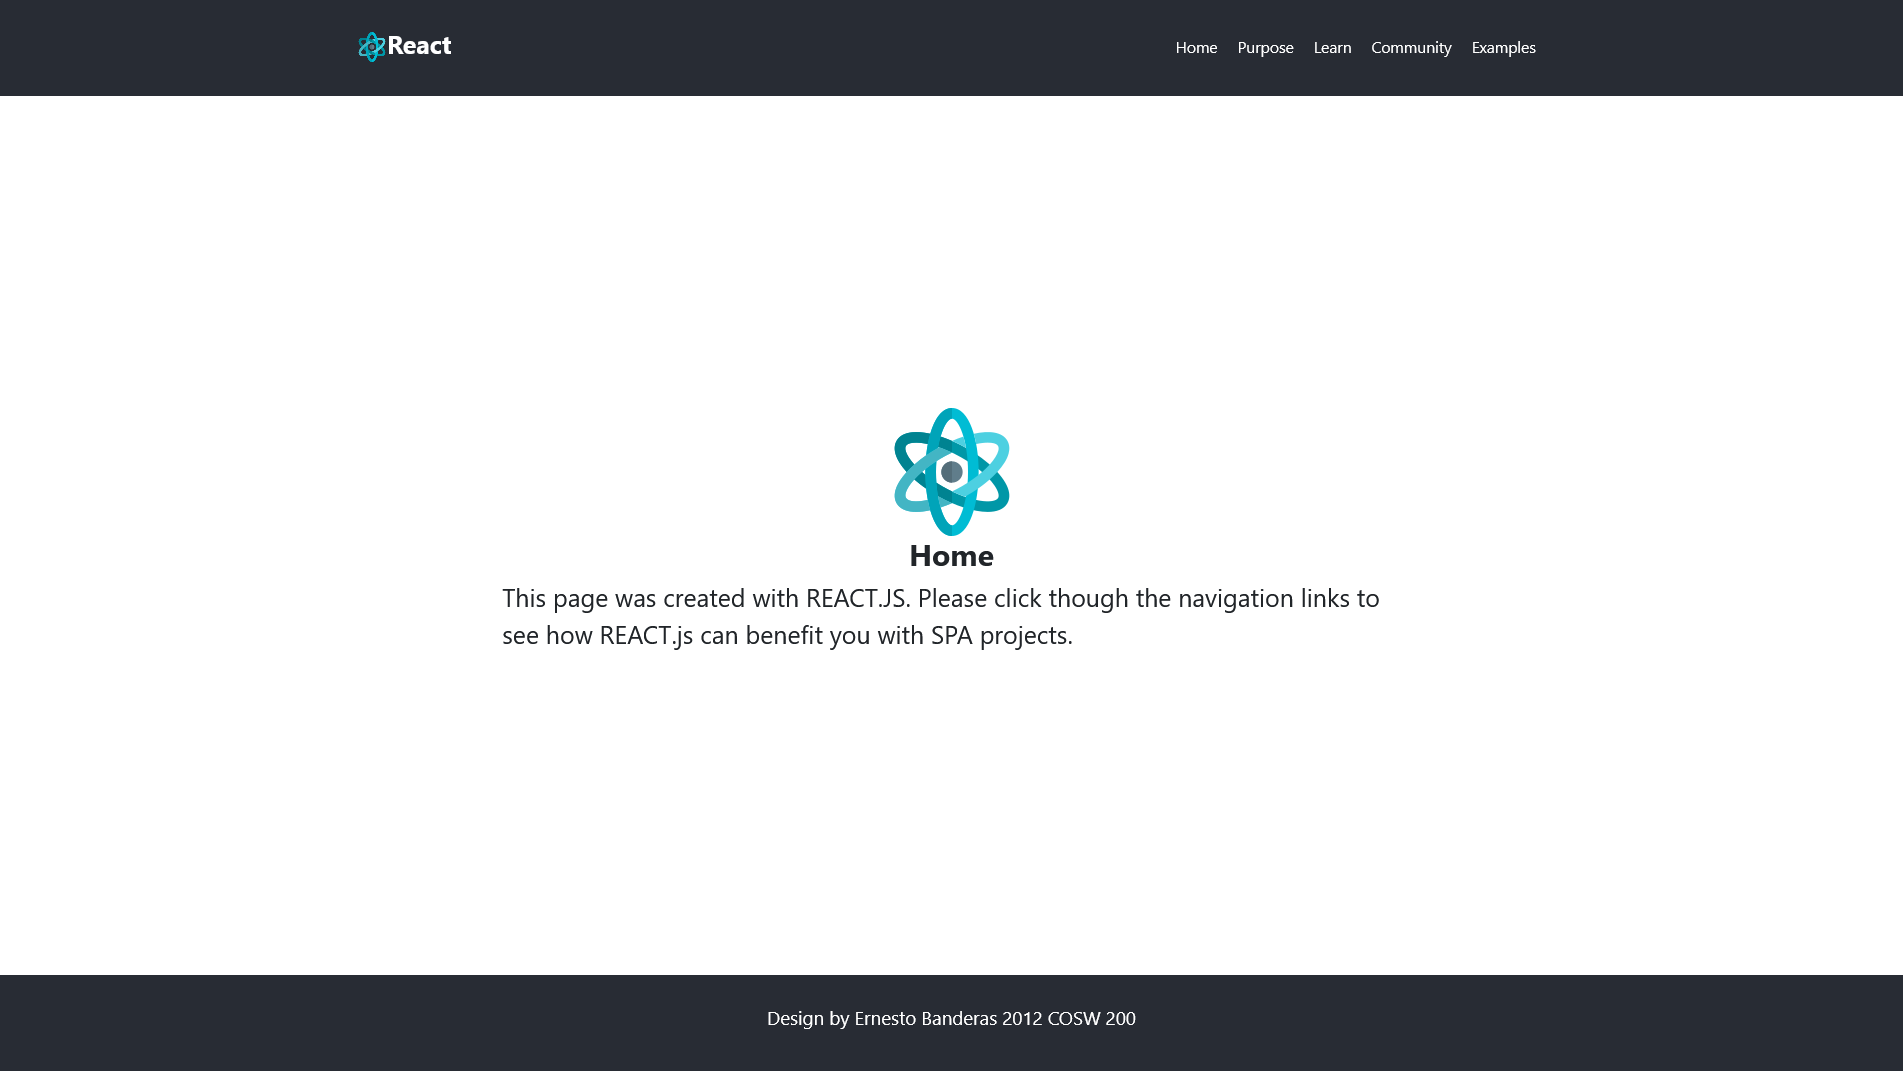 React
Home Purpose Learn Community Examples
Home
This page was created with REACT.JS. Please click though the navigation links to
see how REACT.js can benefit you with SPA projects.
Design by Ernesto Banderas 2012 COSW 200